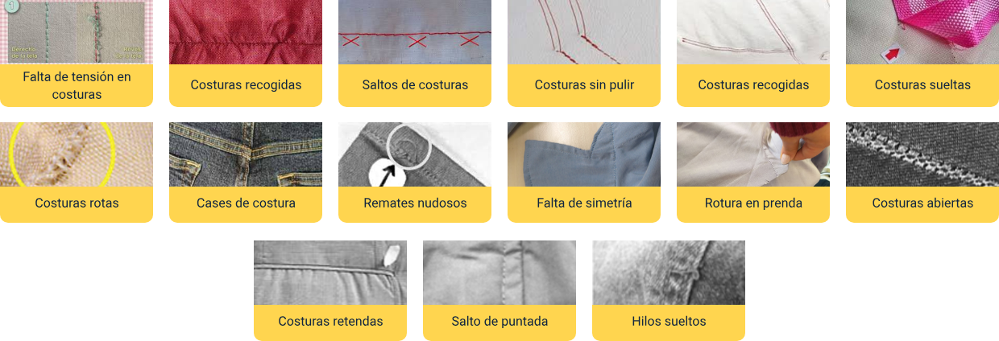 1
Derecho
de la tela
Revés
de la tela
Falta de tensión en
costuras
Costuras recogidas
Saltos de costuras
Costuras sin pulir
Costuras recogidas
Costuras sueltas
Costuras rotas
Cases de costura
Remates nudosos
Falta de simetría
Rotura en prenda
Costuras abiertas
Costuras retendas
Salto de puntada
Hilos sueltos